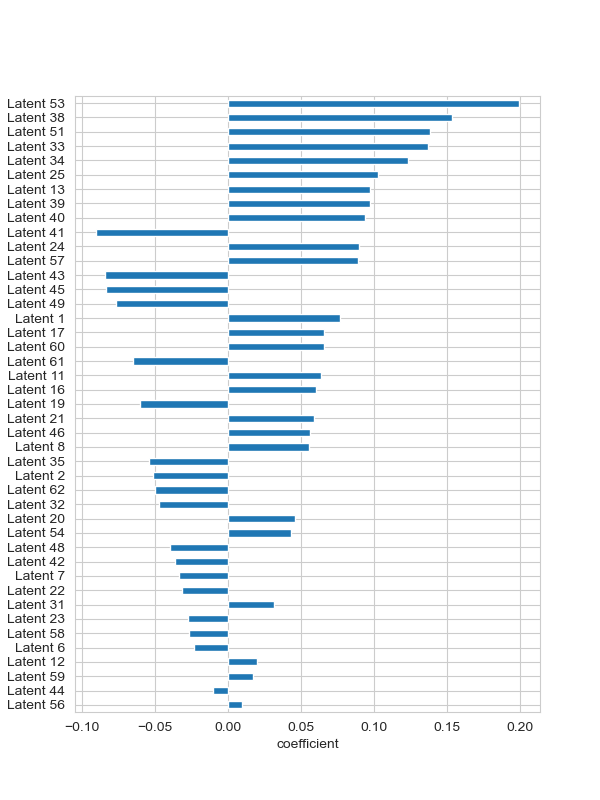 Latent 53
Latent 38
Latent 51
Latent 33
Latent 34
Latent 25
Latent 13
Latent 39
Latent 40
Latent 41
Latent 24
Latent 57
Latent 43
Latent 45
Latent 49
Latent 1
Latent 17
Latent 60
Latent 61
Latent 11
Latent 16
Latent 19
Latent 21
Latent 46
Latent 8
Latent 35
Latent 2
Latent 62
Latent 32
Latent 20
Latent 54
Latent 48
Latent 42
Latent 7
Latent 22
Latent 31
Latent 23
Latent 58
Latent 6
Latent 12
Latent 59
Latent 44
Latent 56
−0.10 −0.05 0.00 0.05 0.10 0.15 0.20
coefficient